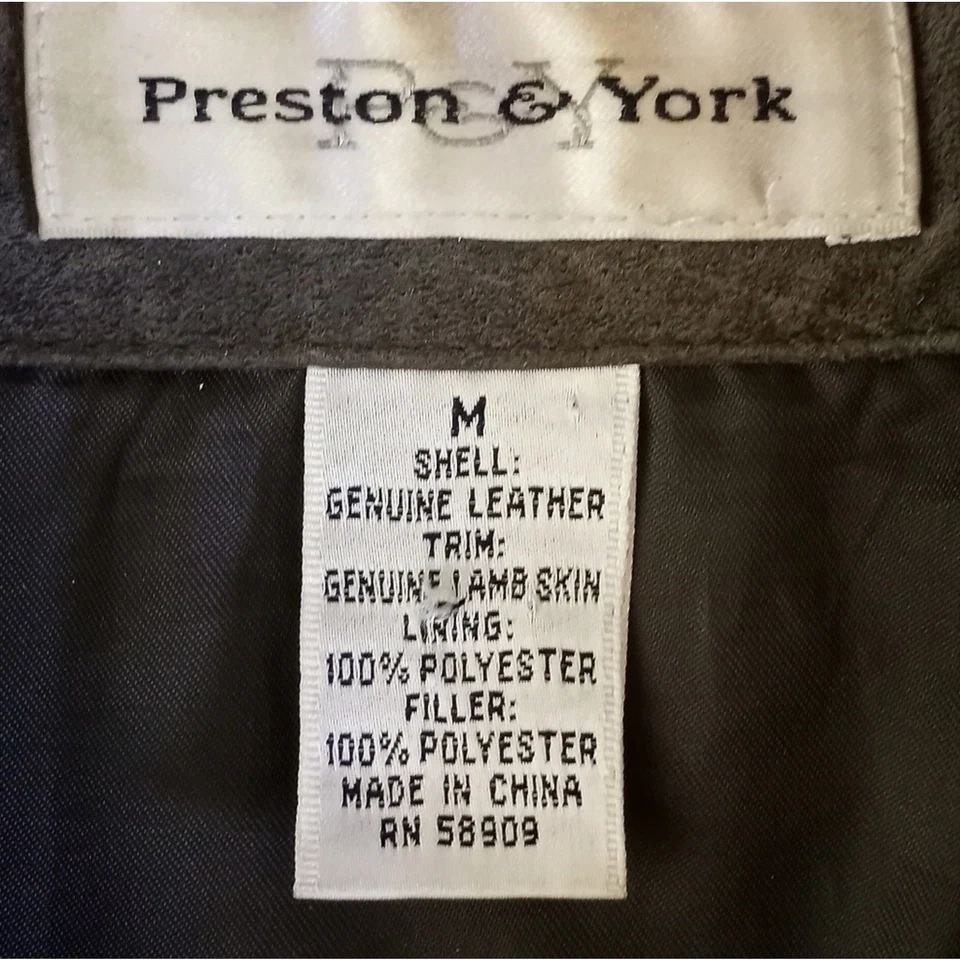 Preston & York
P&Y
M
SHELL:
GENUINE LEATHER
TRIM:
GENUINE LAMB SKIN
LINING:
100% POLYESTER
FILLER:
100% POLYESTER
MADE IN CHINA
RN 58909